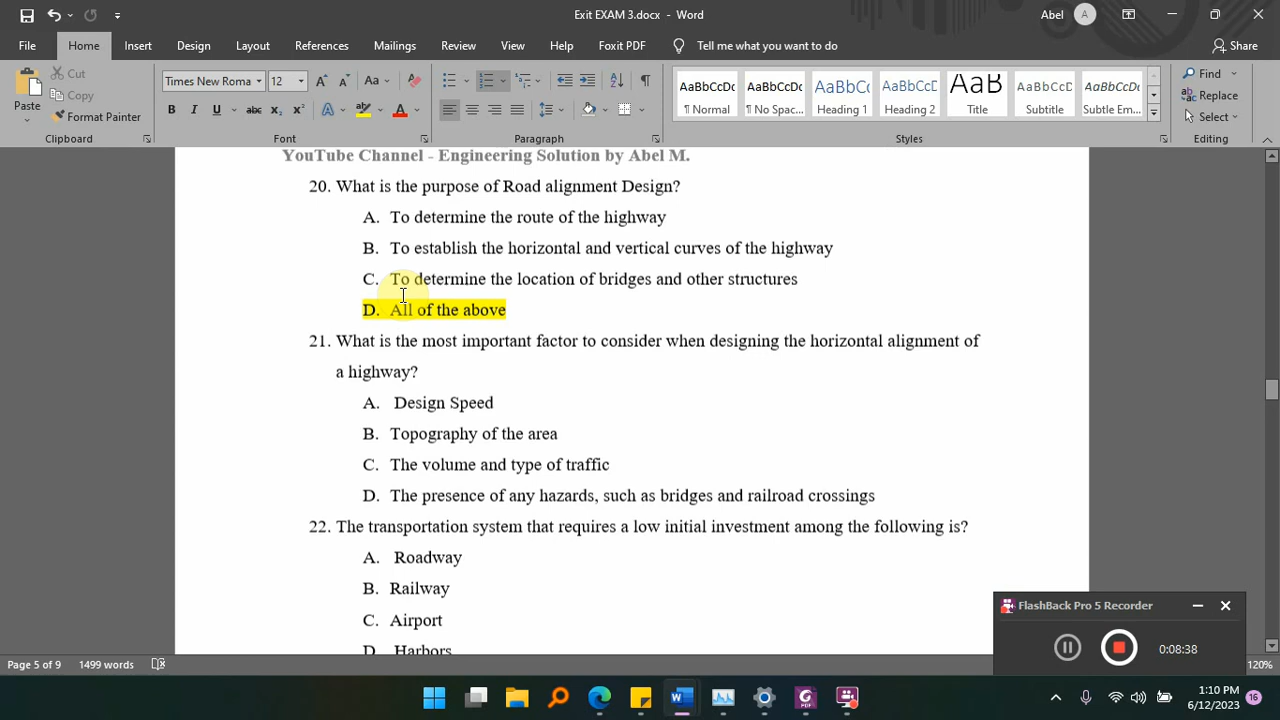 Exit EXAM 3.docx - Word
Abel
A
File
Home
Insert
Design
Layout
References
Mailings
Review
View
Help
Foxit PDF
Tell me what you want to do
Share
Paste
Cut
Copy
Format Painter
Clipboard
Times New Roma
12
Font
Paragraph
AaBbCcDc
¶ Normal
AaBbCcDc
¶ No Spac...
AaBbCc
Heading 1
AaBbCcC
Heading 2
AaB
Title
AaBbCcD
Subtitle
AaBbCcDt
Subtle Em...
Styles
Find
Replace
Select
Editing
YouTube Channel - Engineering Solution by Abel M.
20. What is the purpose of Road alignment Design?
A. To determine the route of the highway
B. To establish the horizontal and vertical curves of the highway
C. To determine the location of bridges and other structures
D. All of the above
21. What is the most important factor to consider when designing the horizontal alignment of
a highway?
A. Design Speed
B. Topography of the area
C. The volume and type of traffic
D. The presence of any hazards, such as bridges and railroad crossings
22. The transportation system that requires a low initial investment among the following is?
A. Roadway
B. Railway
C. Airport
D. Harbors
FlashBack Pro 5 Recorder
0:08:38
Page 5 of 9
1499 words
120%
1:10 PM
6/12/2023
16